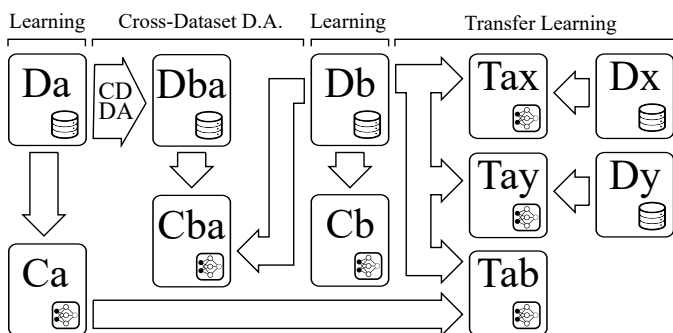 Learning
Cross-Dataset D.A.
Learning
Transfer Learning
Da
CD
DA
Dba
Db
Tax
Dx
Tay
Dy
Cba
Cb
Ca
Tab